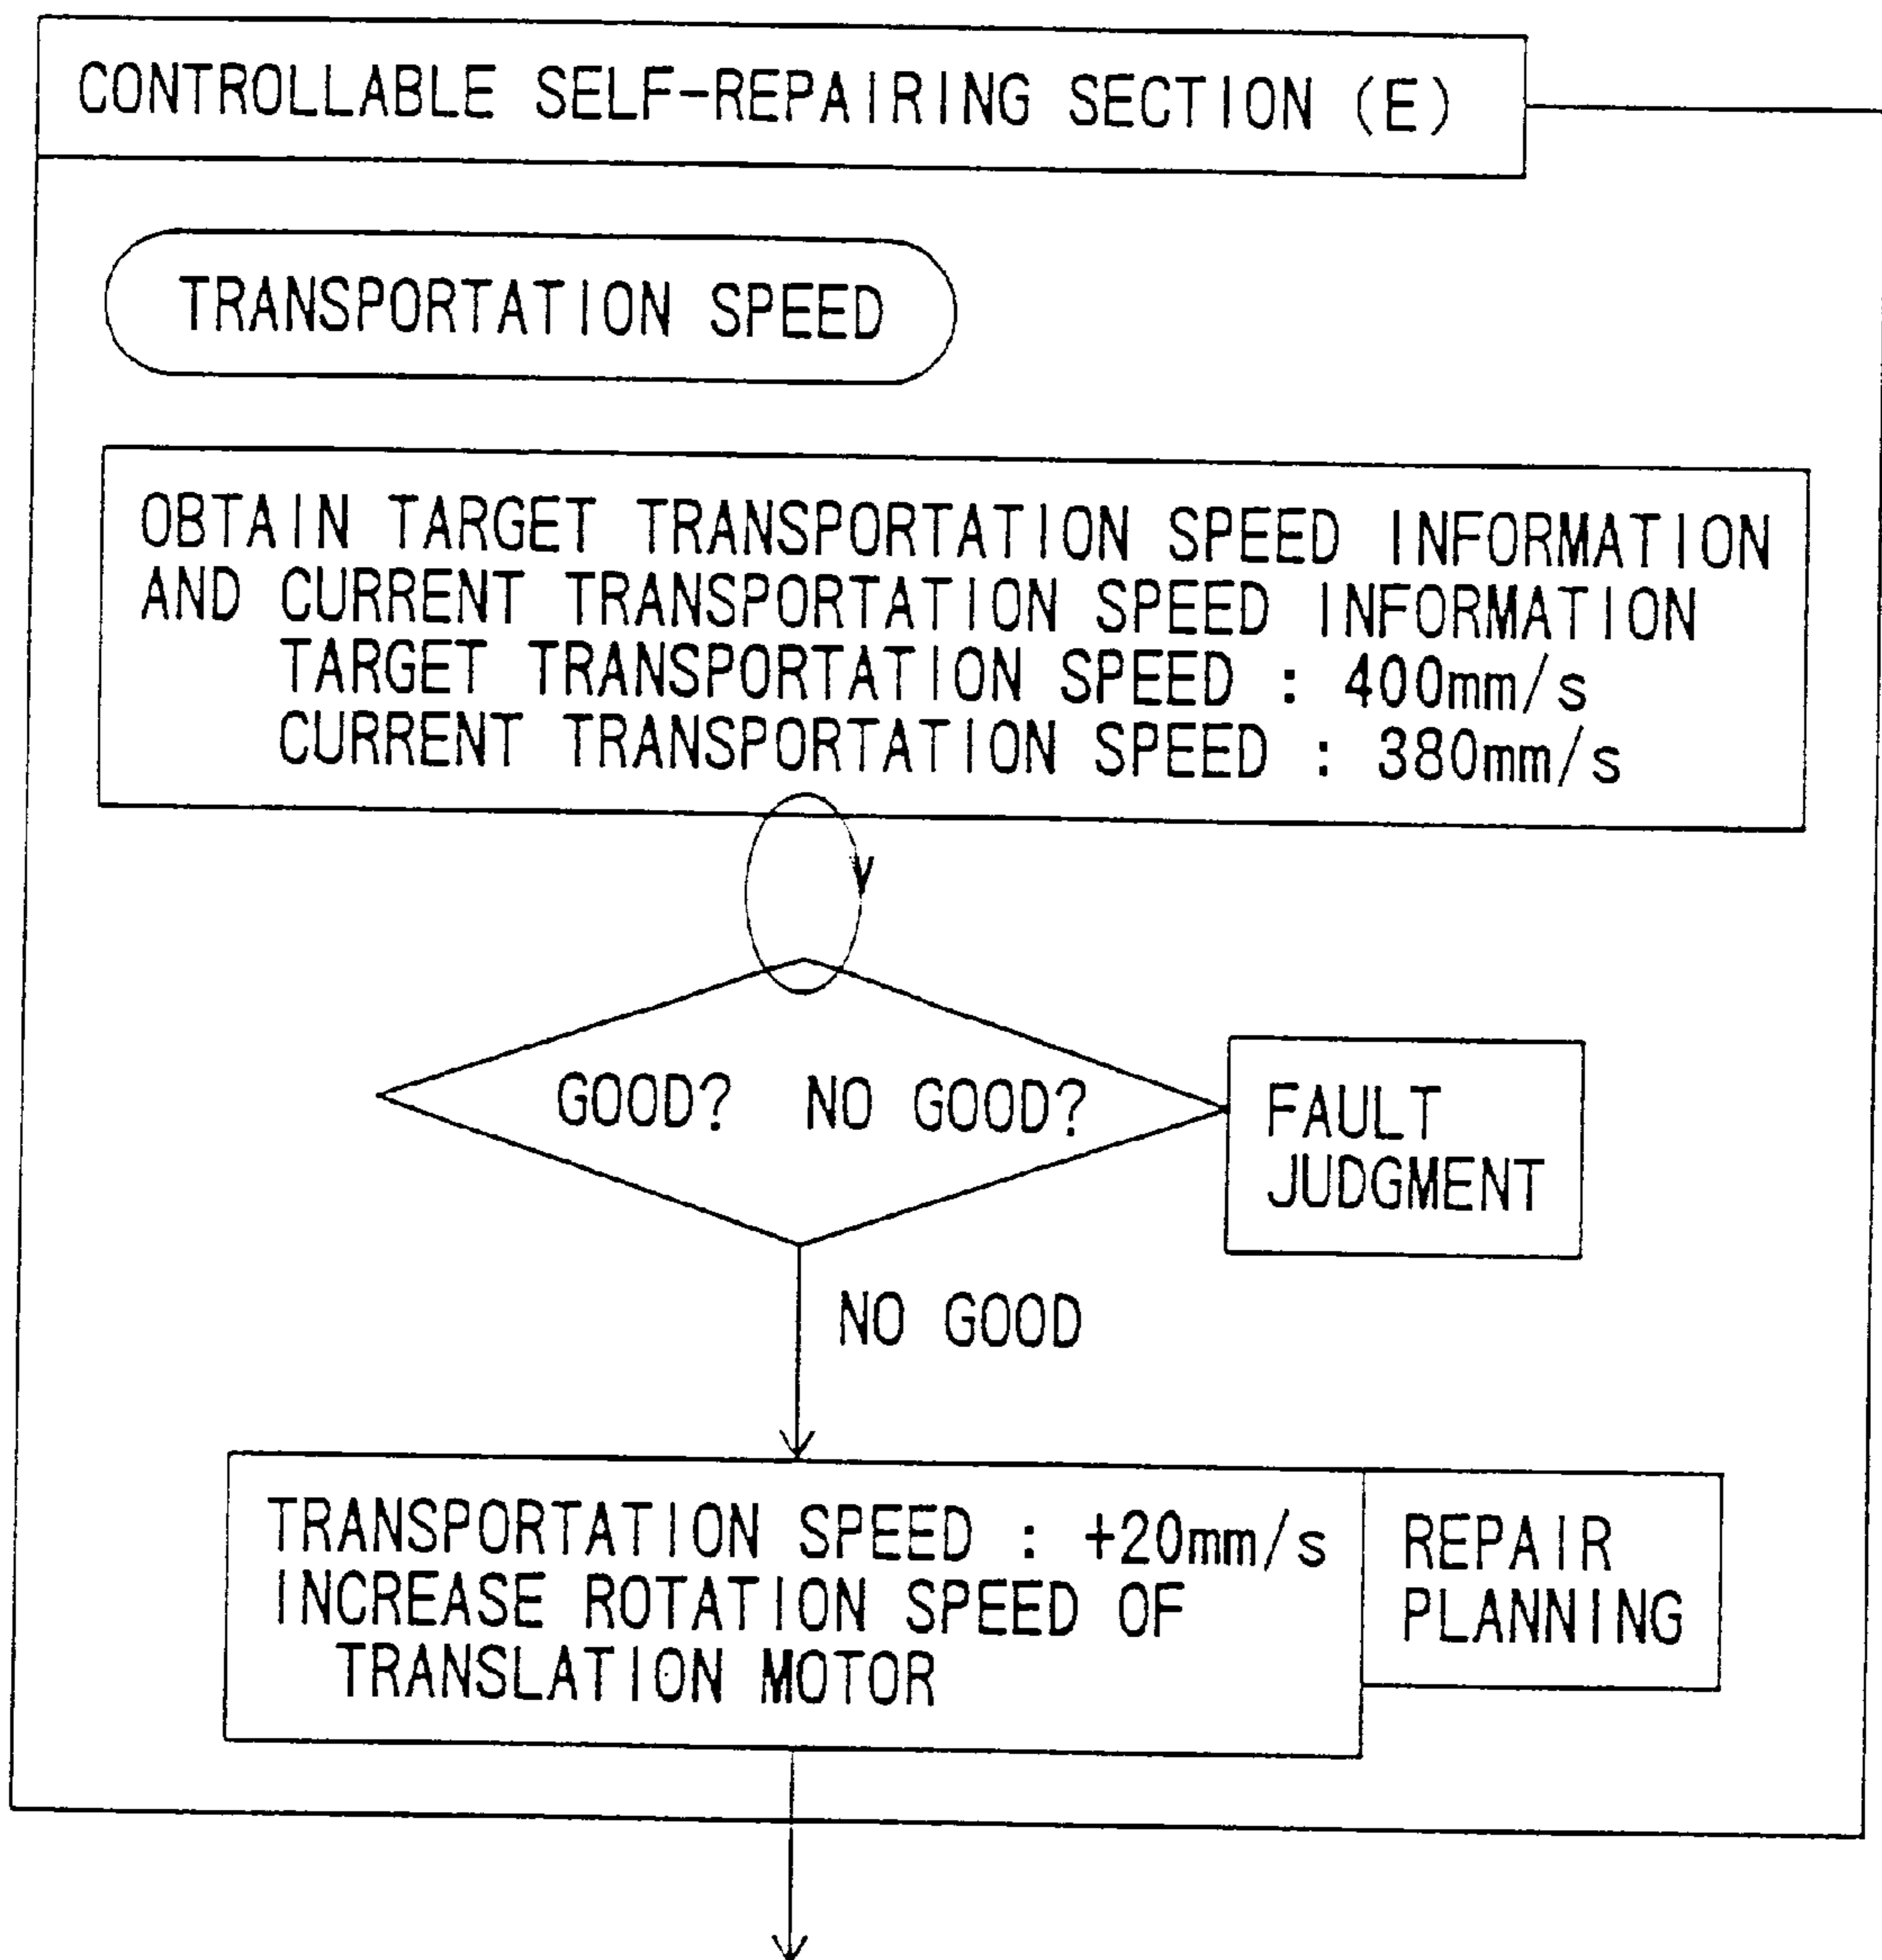 CONTROLLABLE SELF-REPAIRING SECTION (E)
TRANSPORTATION SPEED
OBTAIN TARGET TRANSPORTATION SPEED INFORMATION
AND CURRENT TRANSPORTATION SPEED INFORMATION
TARGET TRANSPORTATION SPEED : 400mm/s
CURRENT TRANSPORTATION SPEED : 380mm/s
GOOD? NO GOOD?
FAULT
JUDGMENT
NO GOOD
TRANSPORTATION SPEED : +20mm/s
INCREASE ROTATION SPEED OF
TRANSLATION MOTOR
REPAIR
PLANNING